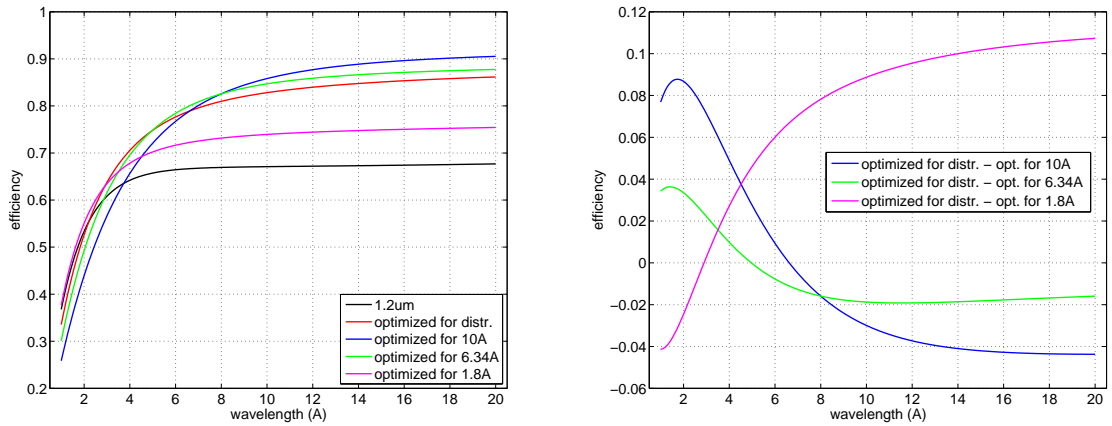 1
0.9
0.8
0.7
0.6
0.5
0.4
0.3
0.2
efficiency
2 4 6 8 10 12 14 16 18 20
wavelength (A)
1.2um
optimized for distr.
optimized for 10A
optimized for 6.34A
optimized for 1.8A
0.12
0.1
0.08
0.06
0.04
0.02
0
−0.02
−0.04
−0.06
efficiency
2 4 6 8 10 12 14 16 18 20
wavelength (A)
optimized for distr. − opt. for 10A
optimized for distr. − opt. for 6.34A
optimized for distr. − opt. for 1.8A